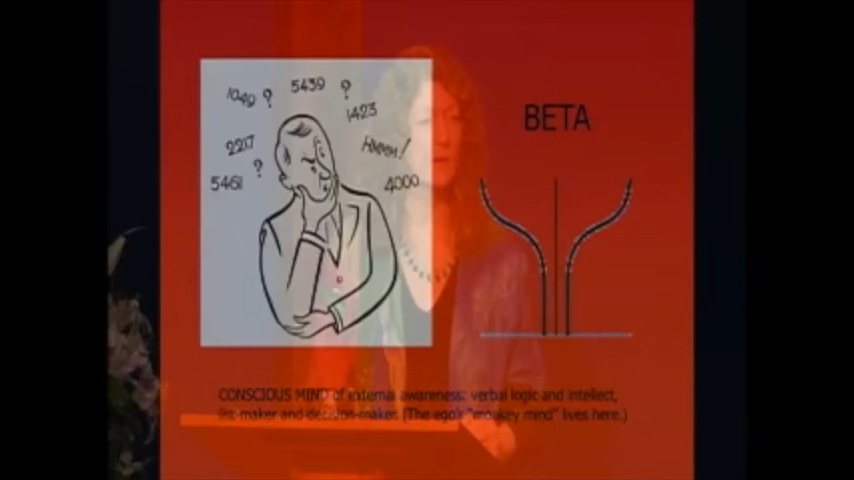 1049 ? 5439 ?
1423
2217 HMMM!
?
5461 4000
BETA
CONSCIOUS MIND of external awareness: verbal logic and intellect,
list-maker and decision-maker. (The ego's "monkey mind" lives here.)